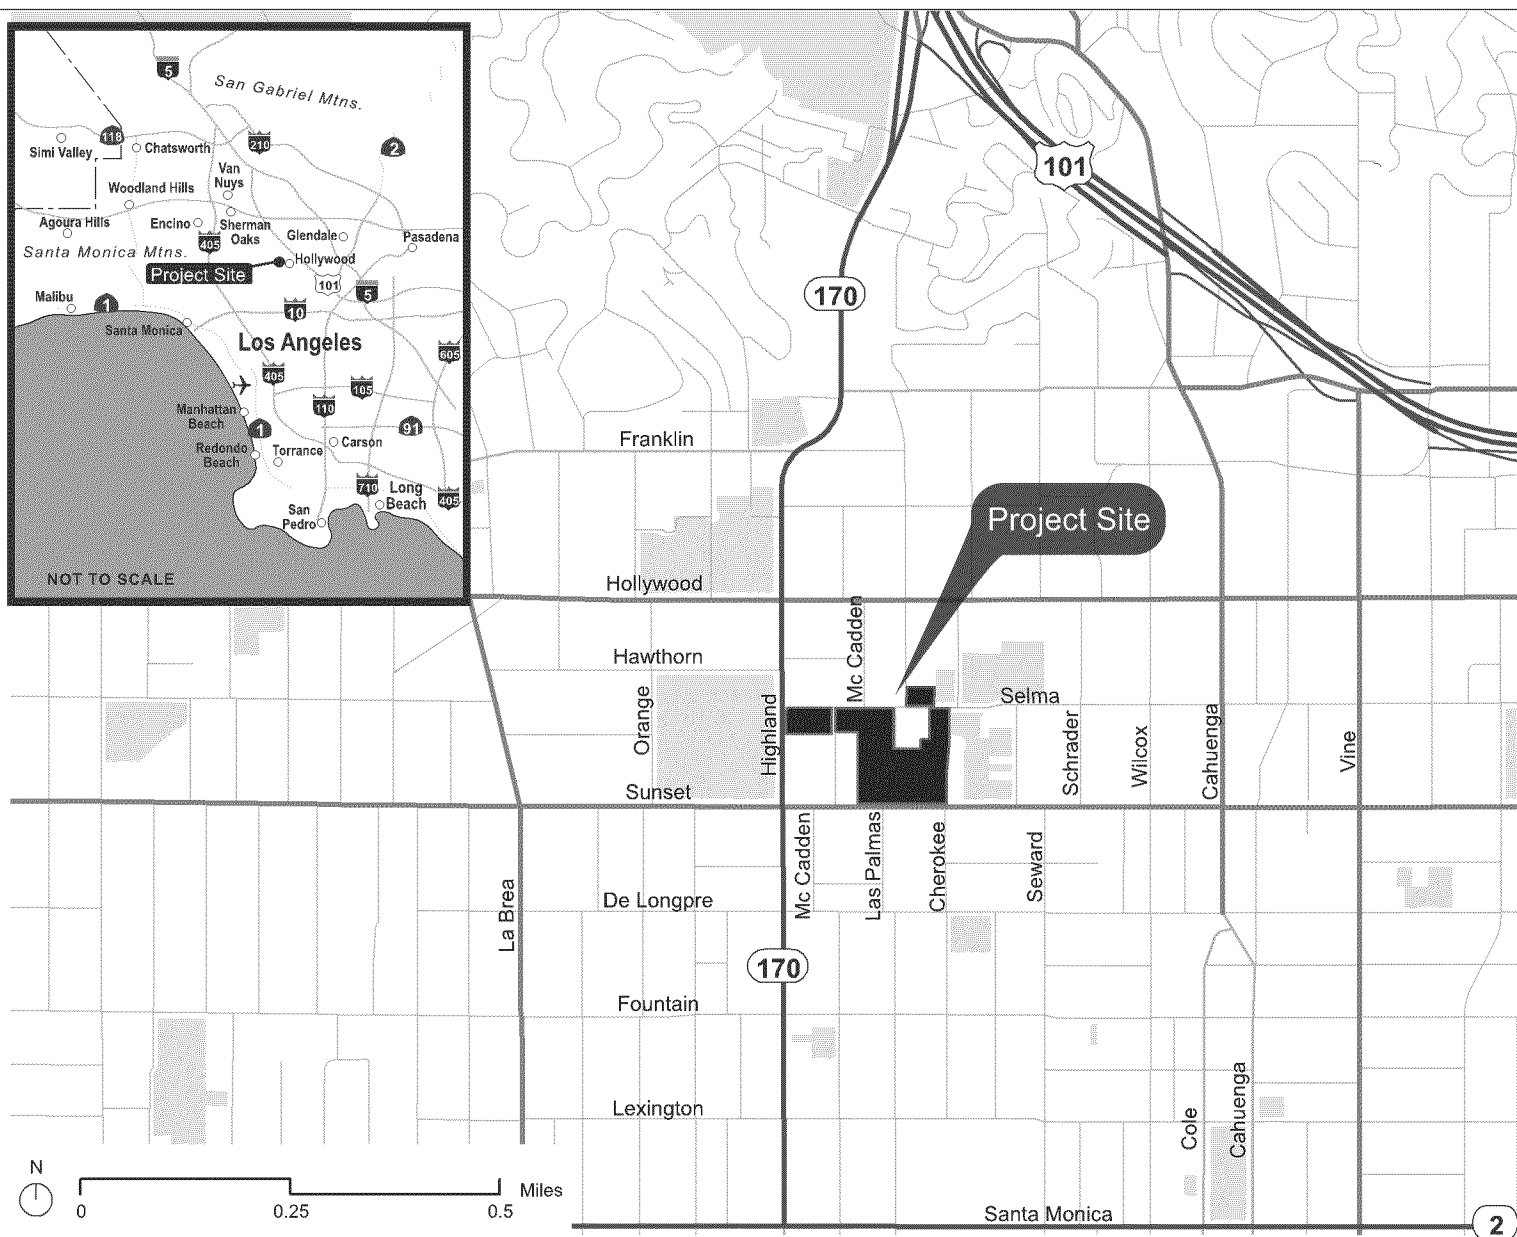 5
San Gabriel Mtns.
118
210
2
Simi Valley
Chatsworth
Van
Nuys
Woodland Hills
Agoura Hills
Encino
Sherman
Oaks
405
Glendale
Pasadena
Santa Monica Mtns.
Hollywood
Project Site
101
5
Malibu
1
10
Santa Monica
Los Angeles
605
405
105
110
Manhattan
Beach
1
91
Redondo
Beach
Torrance
Carson
710
Long
Beach
405
San
Pedro
NOT TO SCALE
101
170
Franklin
Project Site
Hollywood
Mc Cadden
Hawthorn
Orange
Highland
Selma
Schrader
Wilcox
Cahuenga
Vine
Sunset
La Brea
De Longpre
Mc Cadden
Las Palmas
Cherokee
Seward
170
Fountain
Lexington
Cole
Cahuenga
N
0
0.25
0.5
Miles
Santa Monica
2